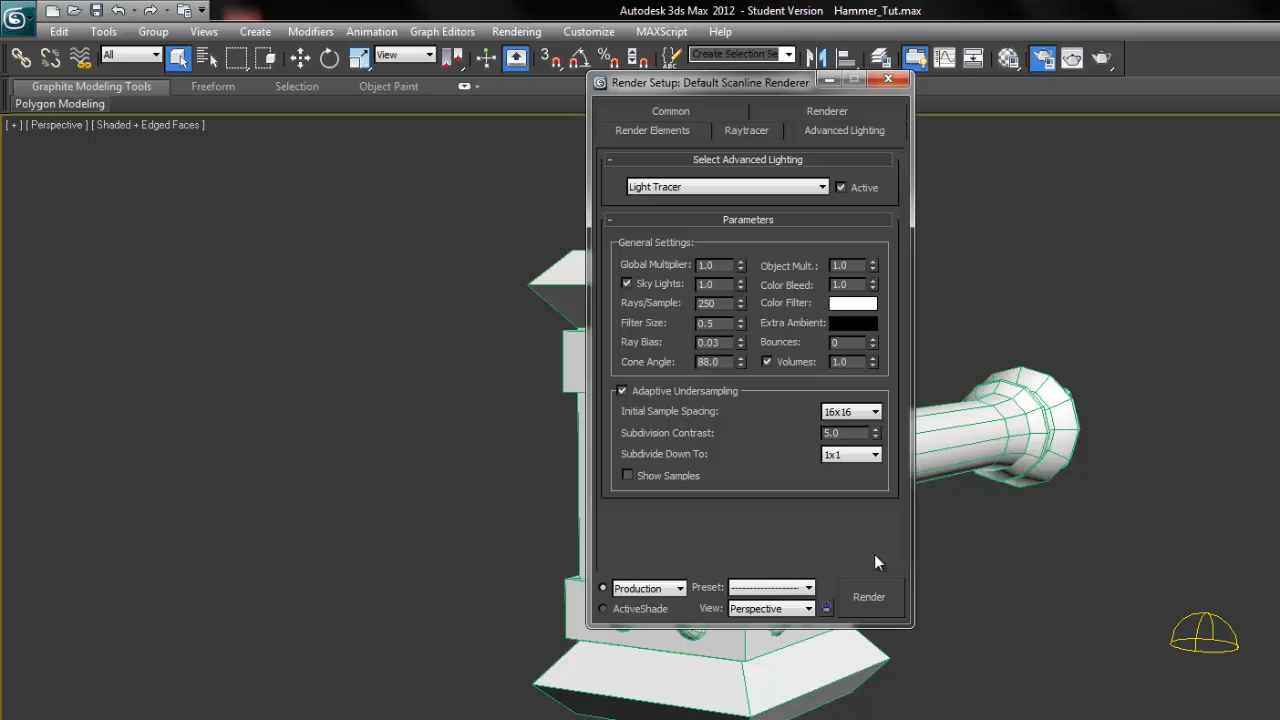 Autodesk 3ds Max 2012 - Student Version Hammer_Tut.max
Edit Tools Group Views Create Modifiers Animation Graph Editors Rendering Customize MAXScript Help
All View 3 % Create Selection Se
Graphite Modeling Tools Freeform Selection Object Paint
Polygon Modeling
[ + ] [ Perspective ] [ Shaded + Edged Faces ]
Render Setup: Default Scanline Renderer
Common Renderer
Render Elements Raytracer Advanced Lighting
- Select Advanced Lighting
Light Tracer Active
- Parameters
General Settings:
Global Multiplier: 1.0 Object Mult.: 1.0
Sky Lights: 1.0 Color Bleed: 1.0
Rays/Sample: 250 Color Filter:
Filter Size: 0.5 Extra Ambient:
Ray Bias: 0.03 Bounces: 0
Cone Angle: 88.0 Volumes: 1.0
Adaptive Undersampling
Initial Sample Spacing: 16x16
Subdivision Contrast: 5.0
Subdivide Down To: 1x1
Show Samples
Production Preset: -------------------- Render
ActiveShade View: Perspective